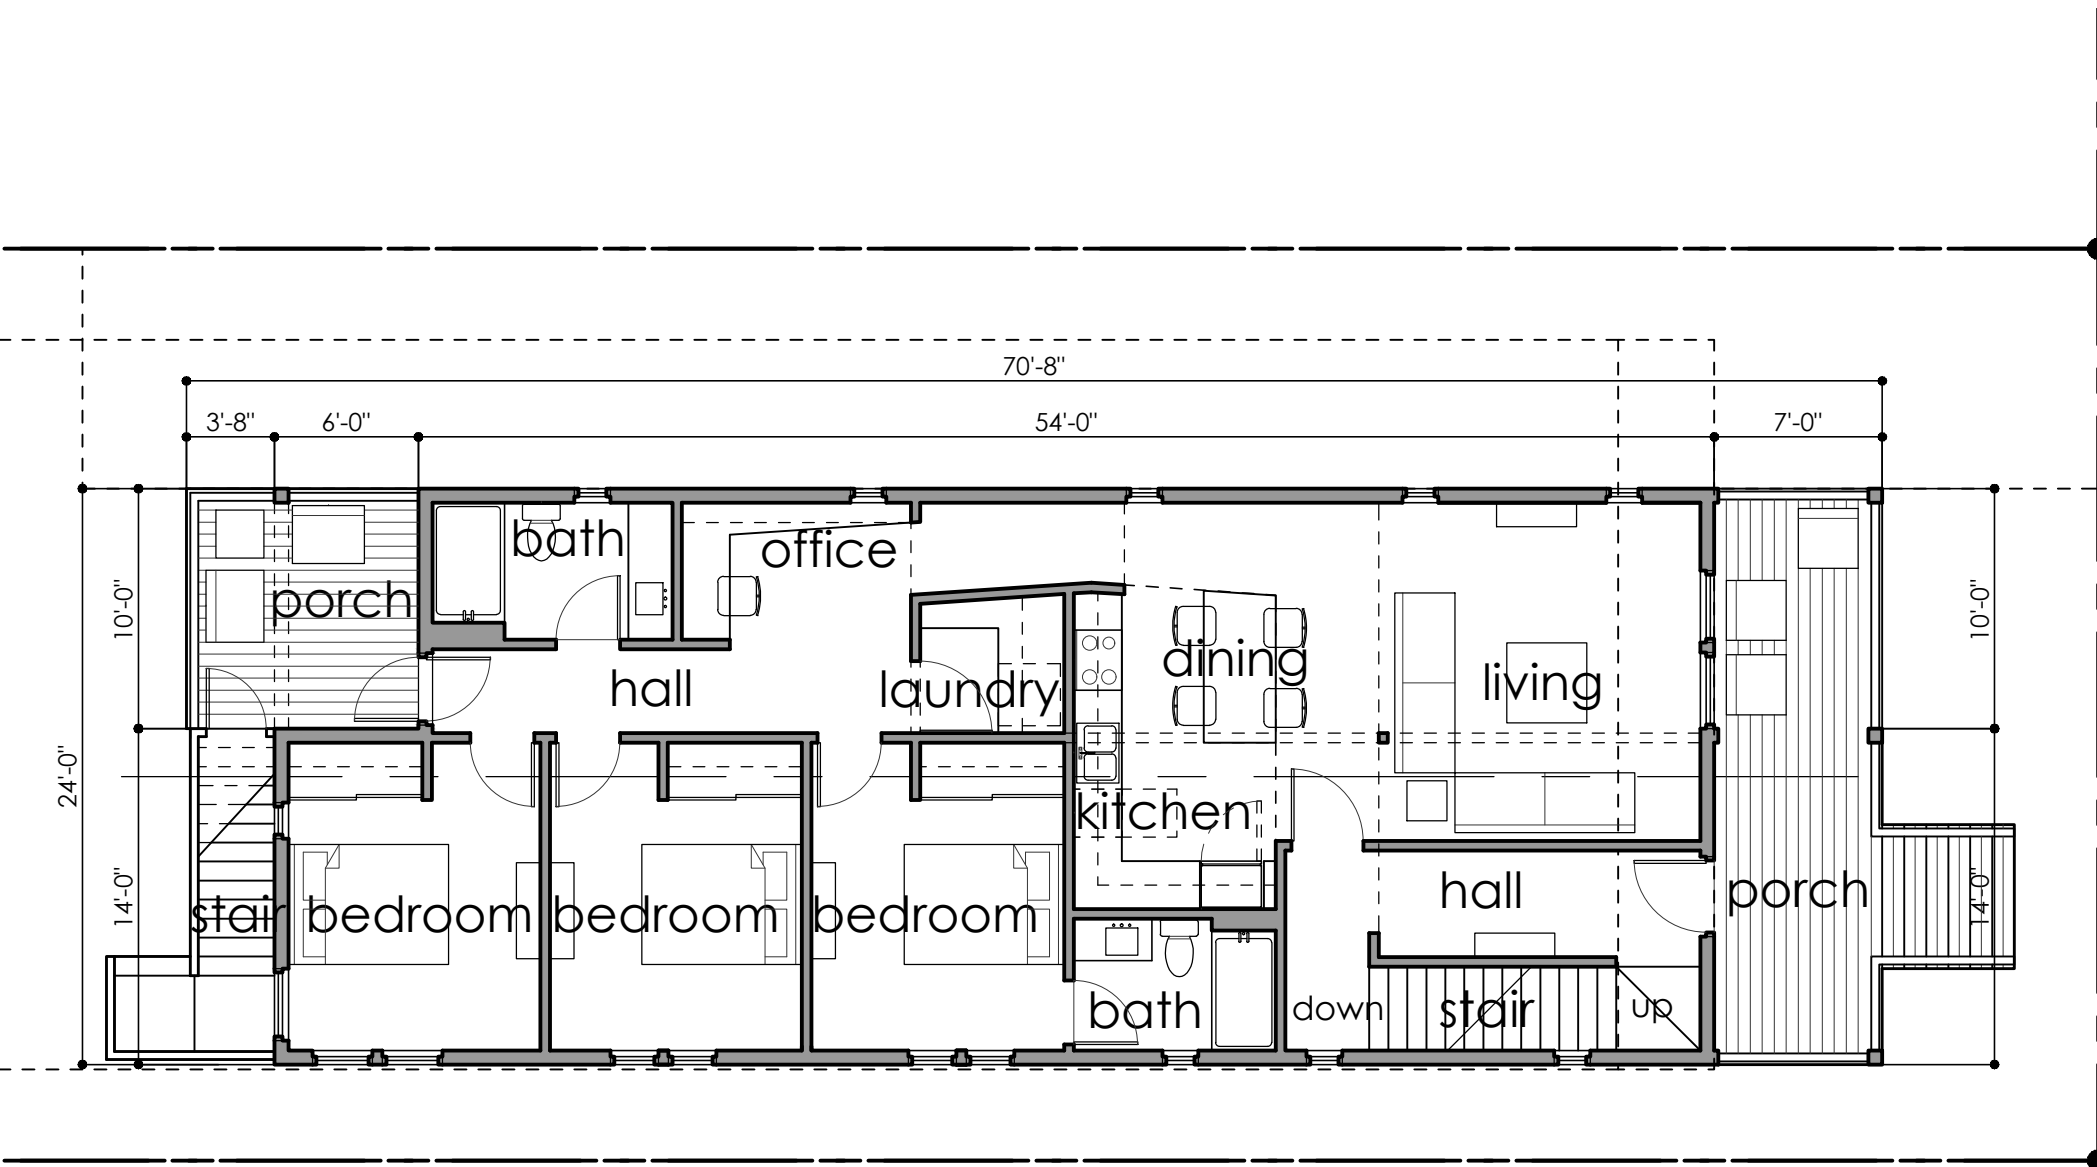 70'-8"
3'-8" 6'-0" 54'-0" 7'-0"
bath
office
porch
10'-0"
10'-0"
dining
living
hall
laundry
24'-0"
kitchen
14'-0"
stair bedroom bedroom bedroom
hall
porch
14'-0"
bath
down
stair
up